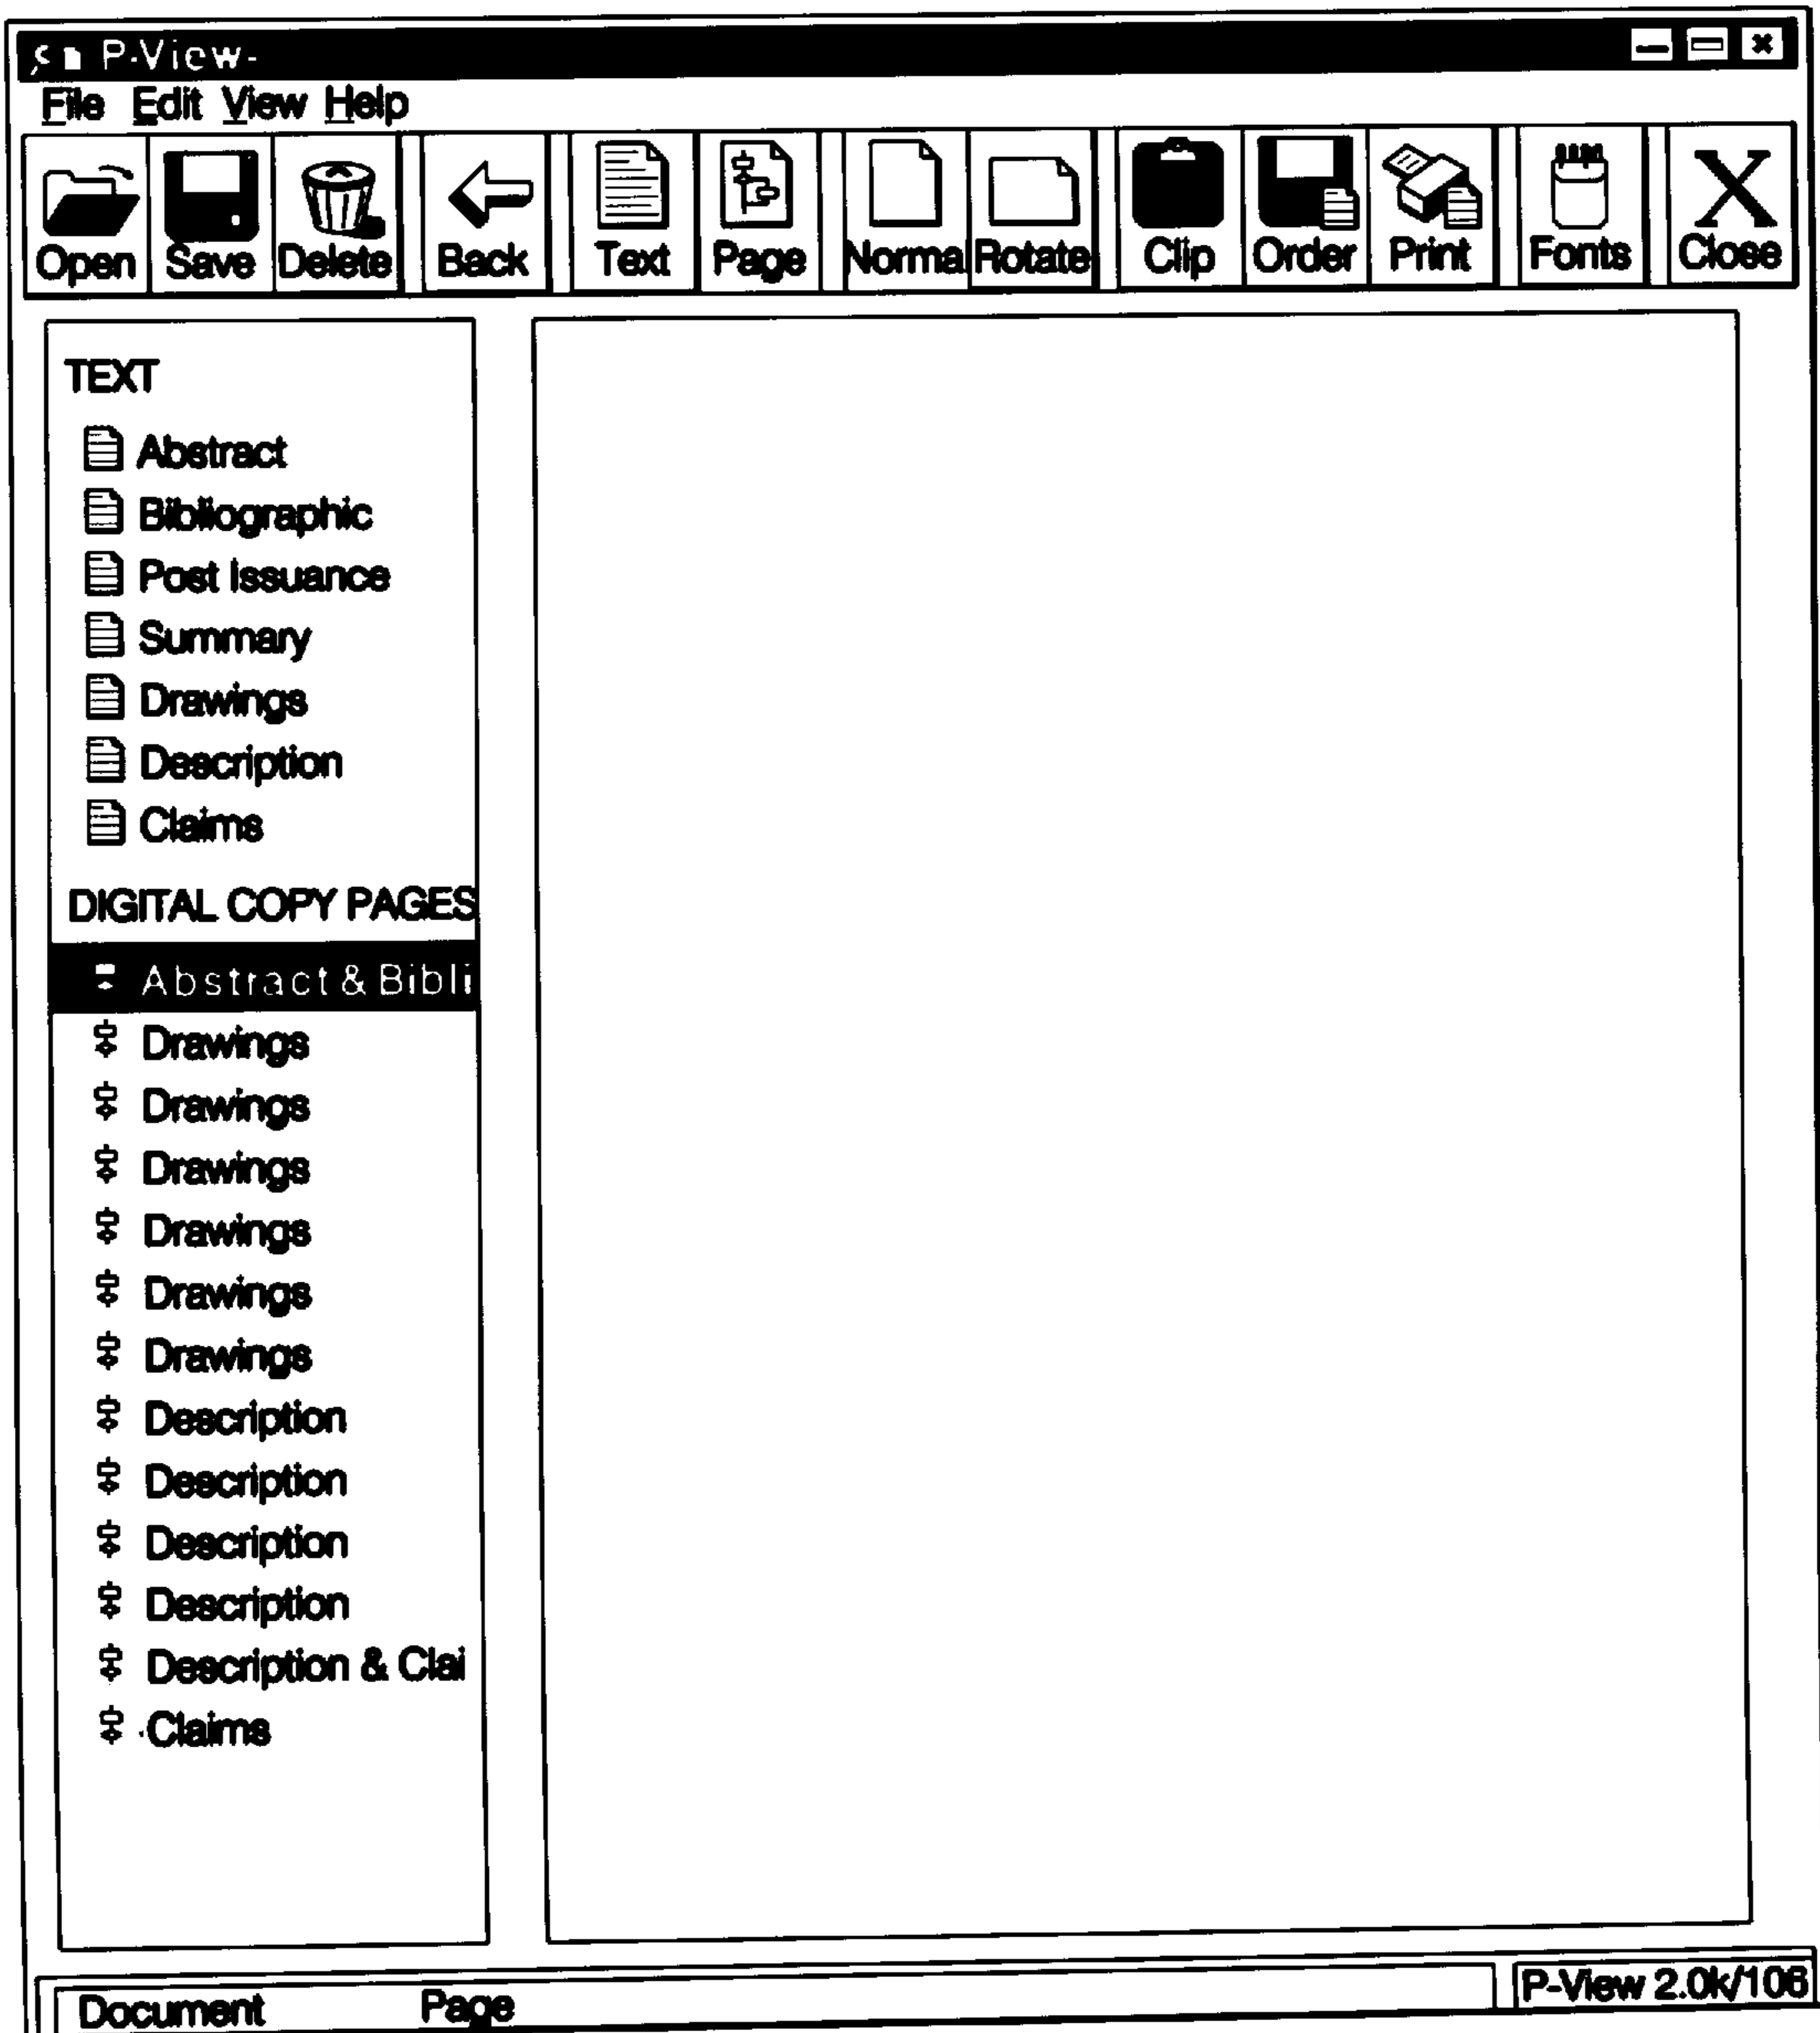 P-View-
File Edit View Help
Open Save Delete Back Text Page Normal Rotate Clip Order Print Fonts Close
TEXT
Abstract
Bibliographic
Post Issuance
Summary
Drawings
Description
Claims
DIGITAL COPY PAGES
Abstract & Bibli
Drawings
Drawings
Drawings
Drawings
Drawings
Drawings
Description
Description
Description
Description
Description & Clai
Claims
Document Page P-View 2.0k/106